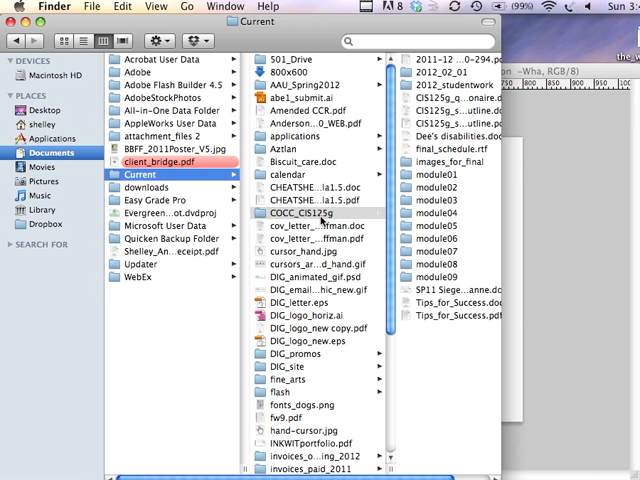 Finder File Edit View Go Window Help 8 (99%) Sun 3:4
Current
DEVICES
Macintosh HD
PLACES
Desktop
shelley
Applications
Documents
Movies
Pictures
Music
Library
Dropbox
SEARCH FOR
Acrobat User Data
Adobe
Adobe Flash Builder 4.5
AdobeStockPhotos
All-in-One Data Folder
AppleWorks User Data
attachment_files 2
BBFF_2011Poster_V5.jpg
client_bridge.pdf
Current
downloads
Easy Grade Pro
Evergreen...ot.dvdproj
Microsoft User Data
Quicken Backup Folder
Shelley_An...eceipt.pdf
Updater
WebEx
501_Drive
800x600
AAU_Spring2012
abe1_submit.ai
Amended CCR.pdf
Anderson...0_WEB.pdf
applications
Aztlan
Biscuit_care.doc
calendar
CHEATSHE...la1.5.doc
CHEATSHE...la1.5.pdf
COCC_CIS125g
cov_letter_...ffman.doc
cov_letter_...ffman.pdf
cursor_hand.jpg
cursors_ar...d_hand.gif
DIG_animated_gif.psd
DIG_email...hic_new.gif
DIG_letter.eps
DIG_logo_horiz.ai
DIG_logo_new copy.pdf
DIG_logo_new.eps
DIG_promos
DIG_site
fine_arts
flash
fonts_dogs.png
fw9.pdf
hand-cursor.jpg
INKWITportfolio.pdf
invoices_o...ing_2012
invoices_paid_2011
2011-12 ...0-294.pd
2012_02_01
2012_studentwork
CIS125g_q...onaire.do
CIS125g_s...utline.do
CIS125g_s...utline.pd
Dee's disabilities.doc
final_schedule.rtf
images_for_final
module01
module02
module03
module04
module05
module06
module07
module08
module09
SP11 Siege...anne.do
Tips_for_Success.doc
Tips_for_Success.pdf
the_w
-Wha, RGB/8)